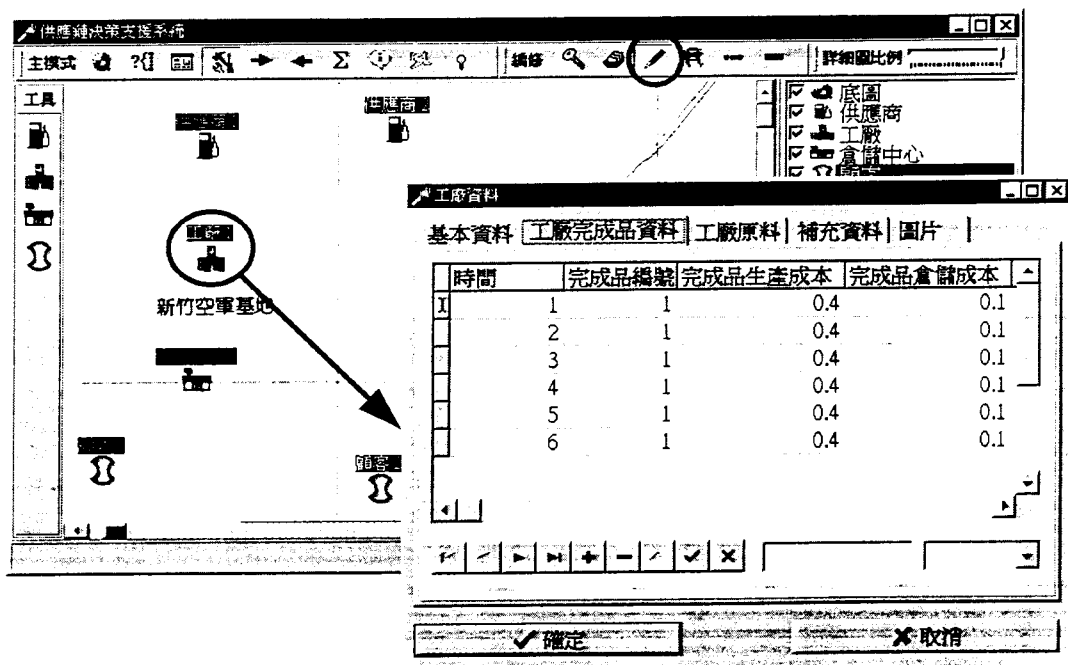 供應鏈決策支援系統
主模式 ?{} Σ 編修 詳細圖比例
工具
底圖
供應商
供應商
工廠
倉儲中心
工廠
新竹空軍基地
顧客
工廠資料
基本資料 工廠完成品資料 工廠原料 補充資料 圖片
時間 完成品編號 完成品生產成本 完成品倉儲成本
1 1 0.4 0.1
2 1 0.4 0.1
3 1 0.4 0.1
4 1 0.4 0.1
5 1 0.4 0.1
6 1 0.4 0.1
確定 取消